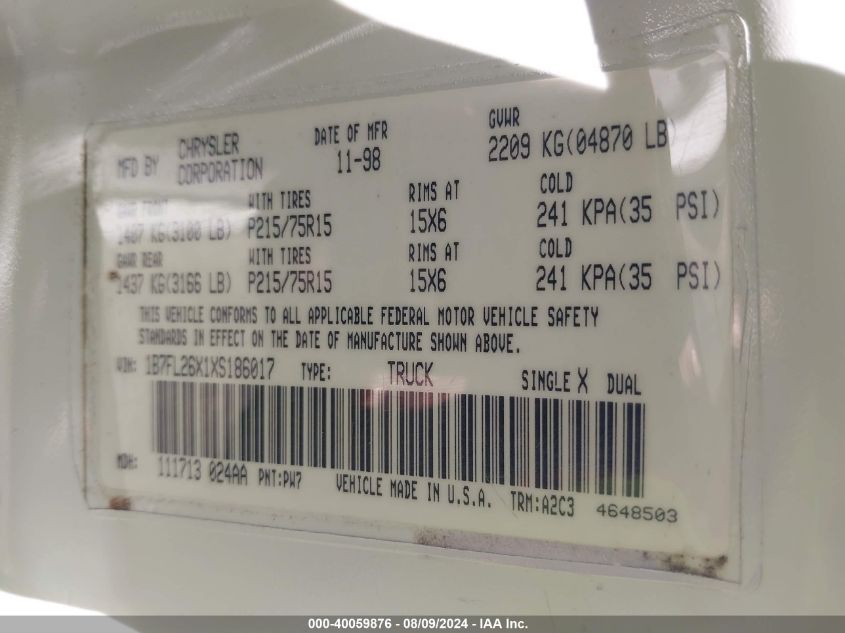 MFD BY CHRYSLER CORPORATION DATE OF MFR 11-98 GVWR 2209 KG(04870 LB)
GAWR FRONT WITH TIRES RIMS AT COLD
1407 KG(3100 LB) P215/75R15 15X6 241 KPA(35 PSI)
GAWR REAR WITH TIRES RIMS AT COLD
1437 KG(3166 LB) P215/75R15 15X6 241 KPA(35 PSI)
THIS VEHICLE CONFORMS TO ALL APPLICABLE FEDERAL MOTOR VEHICLE SAFETY
STANDARDS IN EFFECT ON THE DATE OF MANUFACTURE SHOWN ABOVE.
VIN: 1B7FL26X1XS186017 TYPE: TRUCK SINGLE X DUAL
MDH: 111713 024AA PNT:PW7 VEHICLE MADE IN U.S.A. TRM:A2C3 4648503
000-40059876 - 08/09/2024 - IAA Inc.